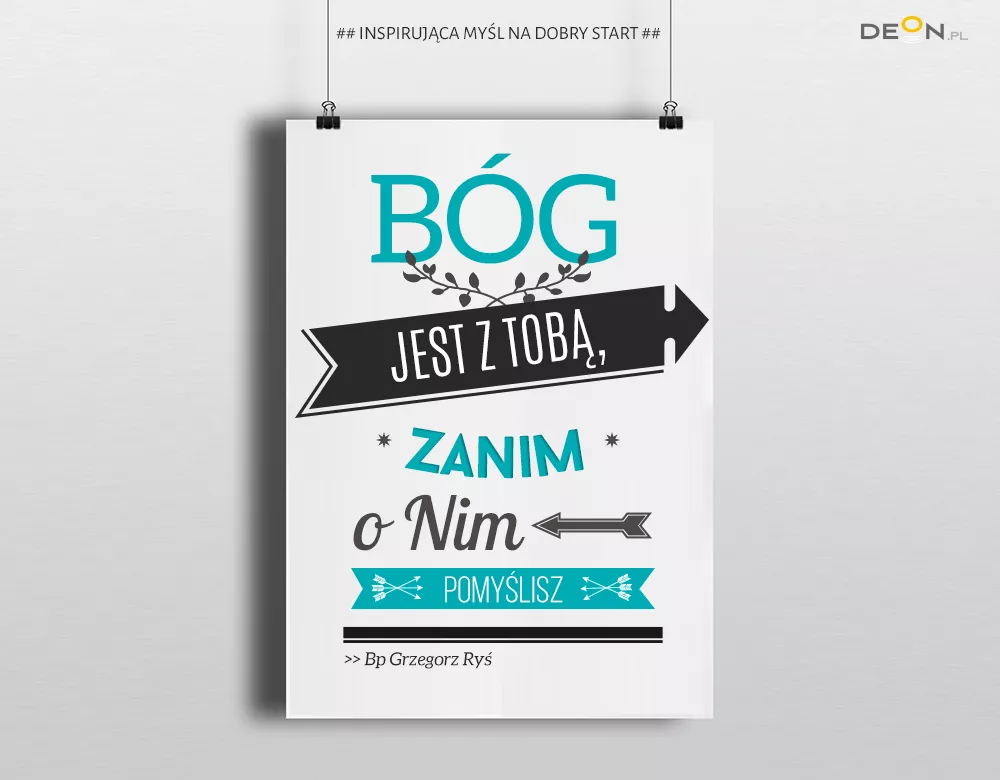 ## INSPIRUJĄCA MYŚL NA DOBRY START ##
DEON.PL
BÓG
JEST Z TOBĄ,
ZANIM
o Nim
POMYŚLISZ
>> Bp Grzegorz Ryś